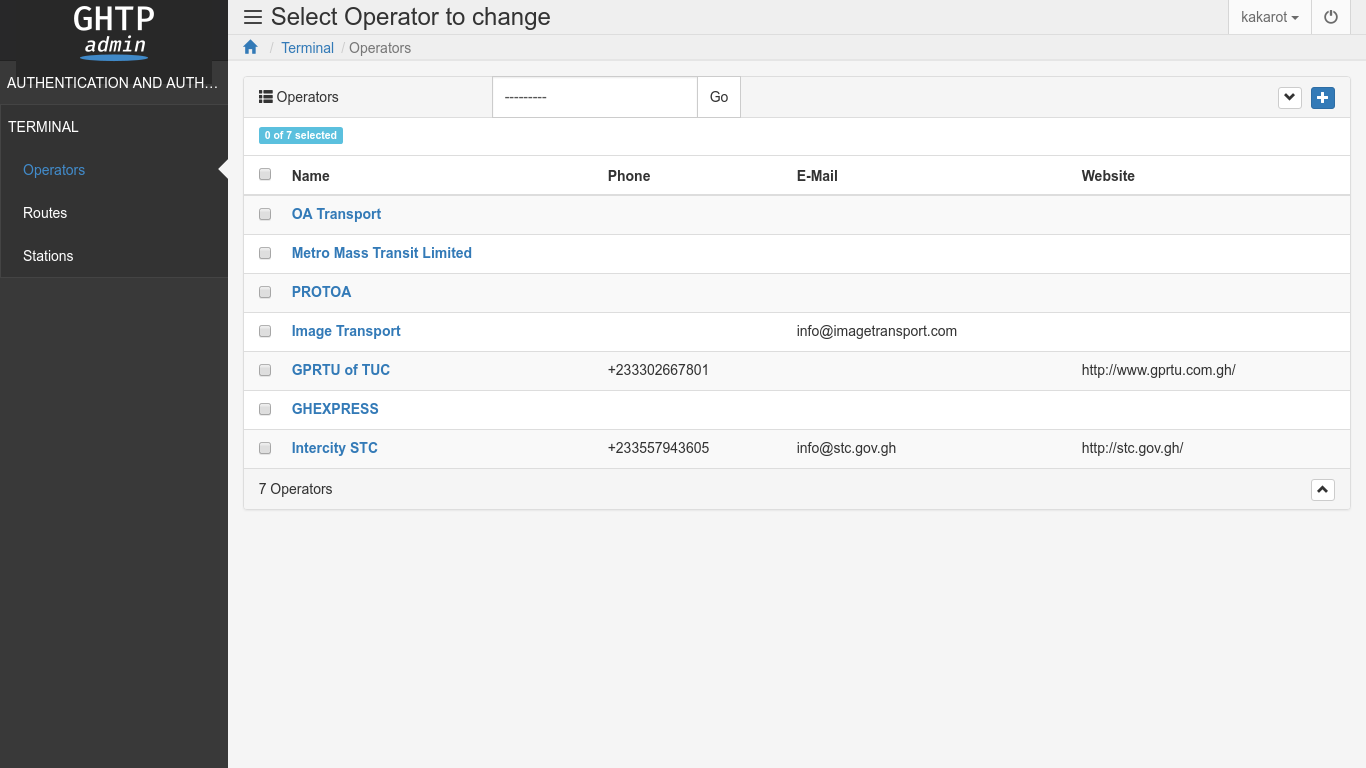 GHTP
admin
Select Operator to change
kakarot
Terminal / Operators
AUTHENTICATION AND AUTH...
TERMINAL
Operators
Routes
Stations
Operators
---------
Go
0 of 7 selected
Name Phone E-Mail Website
OA Transport
Metro Mass Transit Limited
PROTOA
Image Transport info@imagetransport.com
GPRTU of TUC +233302667801 http://www.gprtu.com.gh/
GHEXPRESS
Intercity STC +233557943605 info@stc.gov.gh http://stc.gov.gh/
7 Operators